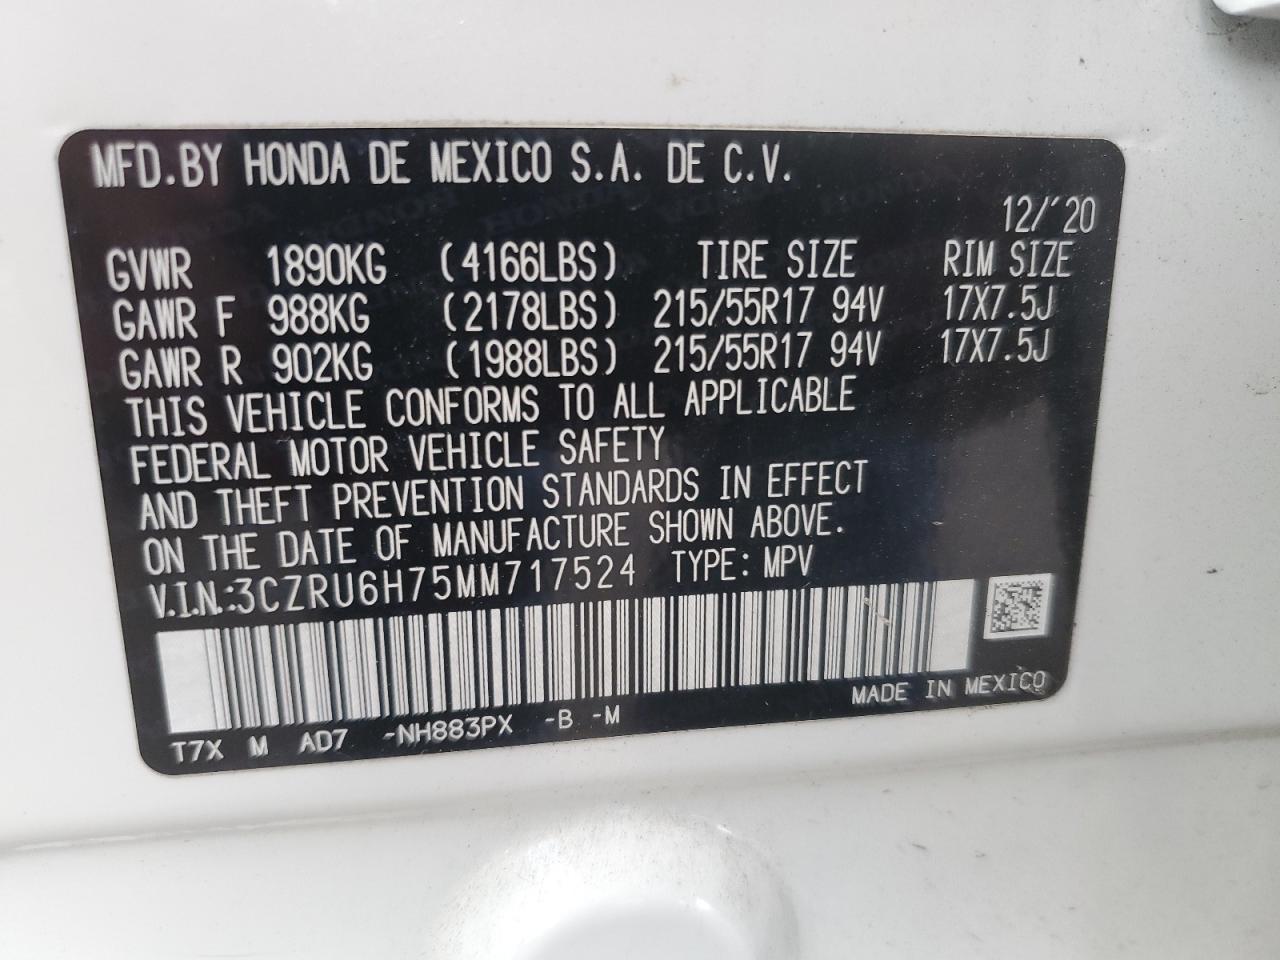 MFD.BY HONDA DE MEXICO S.A. DE C.V.
12/'20
GVWR 1890KG (4166LBS) TIRE SIZE RIM SIZE
GAWR F 988KG (2178LBS) 215/55R17 94V 17X7.5J
GAWR R 902KG (1988LBS) 215/55R17 94V 17X7.5J
THIS VEHICLE CONFORMS TO ALL APPLICABLE
FEDERAL MOTOR VEHICLE SAFETY
AND THEFT PREVENTION STANDARDS IN EFFECT
ON THE DATE OF MANUFACTURE SHOWN ABOVE.
V.I.N.:3CZRU6H75MM717524 TYPE: MPV
MADE IN MEXICO
T7X M AD7 -NH883PX -B -M